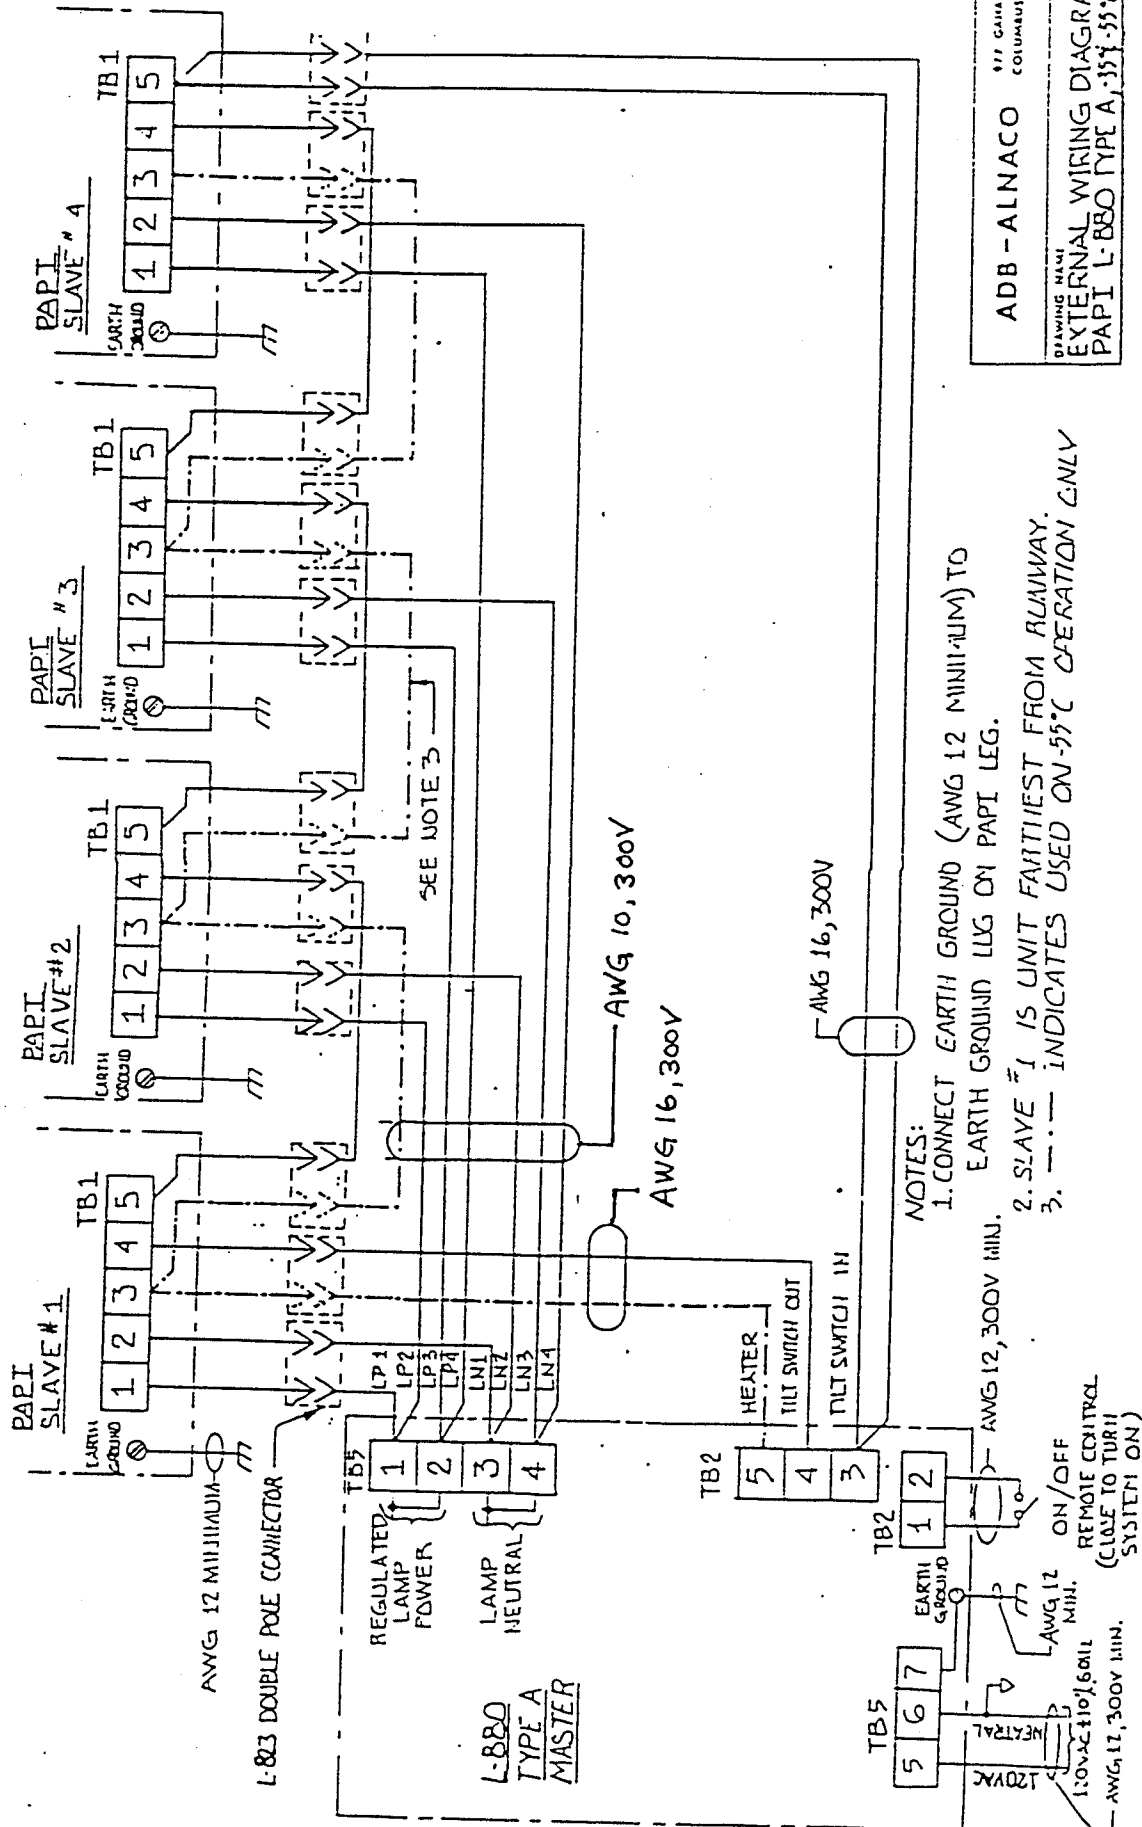 PAPI
SLAVE #1
TB1
1 2 3 4 5
EARTH
GROUND
AWG 12 MINIMUM
L-823 DOUBLE POLE CONNECTOR
PAPI
SLAVE #2
TB1
1 2 3 4 5
EARTH
GROUND
PAPI
SLAVE #3
TB1
1 2 3 4 5
EARTH
GROUND
PAPI
SLAVE # 4
TB1
1 2 3 4 5
EARTH
GROUND
SEE NOTE 3
AWG 10, 300V
AWG 16, 300V
AWG 16, 300V
L-880
TYPE A
MASTER
TB5
1
2
3
4
REGULATED
LAMP
POWER
LAMP
NEUTRAL
LP1
LP2
LP3
LP4
LN1
LN2
LN3
LN4
TB2
5
4
3
HEATER
TILT SWITCH OUT
TILT SWITCH IN
TB2
1 2
AWG 12, 300V MIN.
ON/OFF
REMOTE CONTROL
(CLOSE TO TURN
SYSTEM ON)
TB5
5 6 7
EARTH
GROUND
AWG 12
MIN.
120VAC
NEUTRAL
120VAC ±10%
AWG 12, 300V MIN.
NOTES:
1. CONNECT EARTH GROUND (AWG 12 MINIMUM) TO
EARTH GROUND LUG ON PAPI LEG.
2. SLAVE #1 IS UNIT FARTHEST FROM RUNWAY.
3. —·— INDICATES USED ON -55°C OPERATION ONLY
ADB-ALNACO
COLUMBUS
DRAWING NAME
EXTERNAL WIRING DIAGRA
PAPI L-880 TYPE A, -35°, -55°